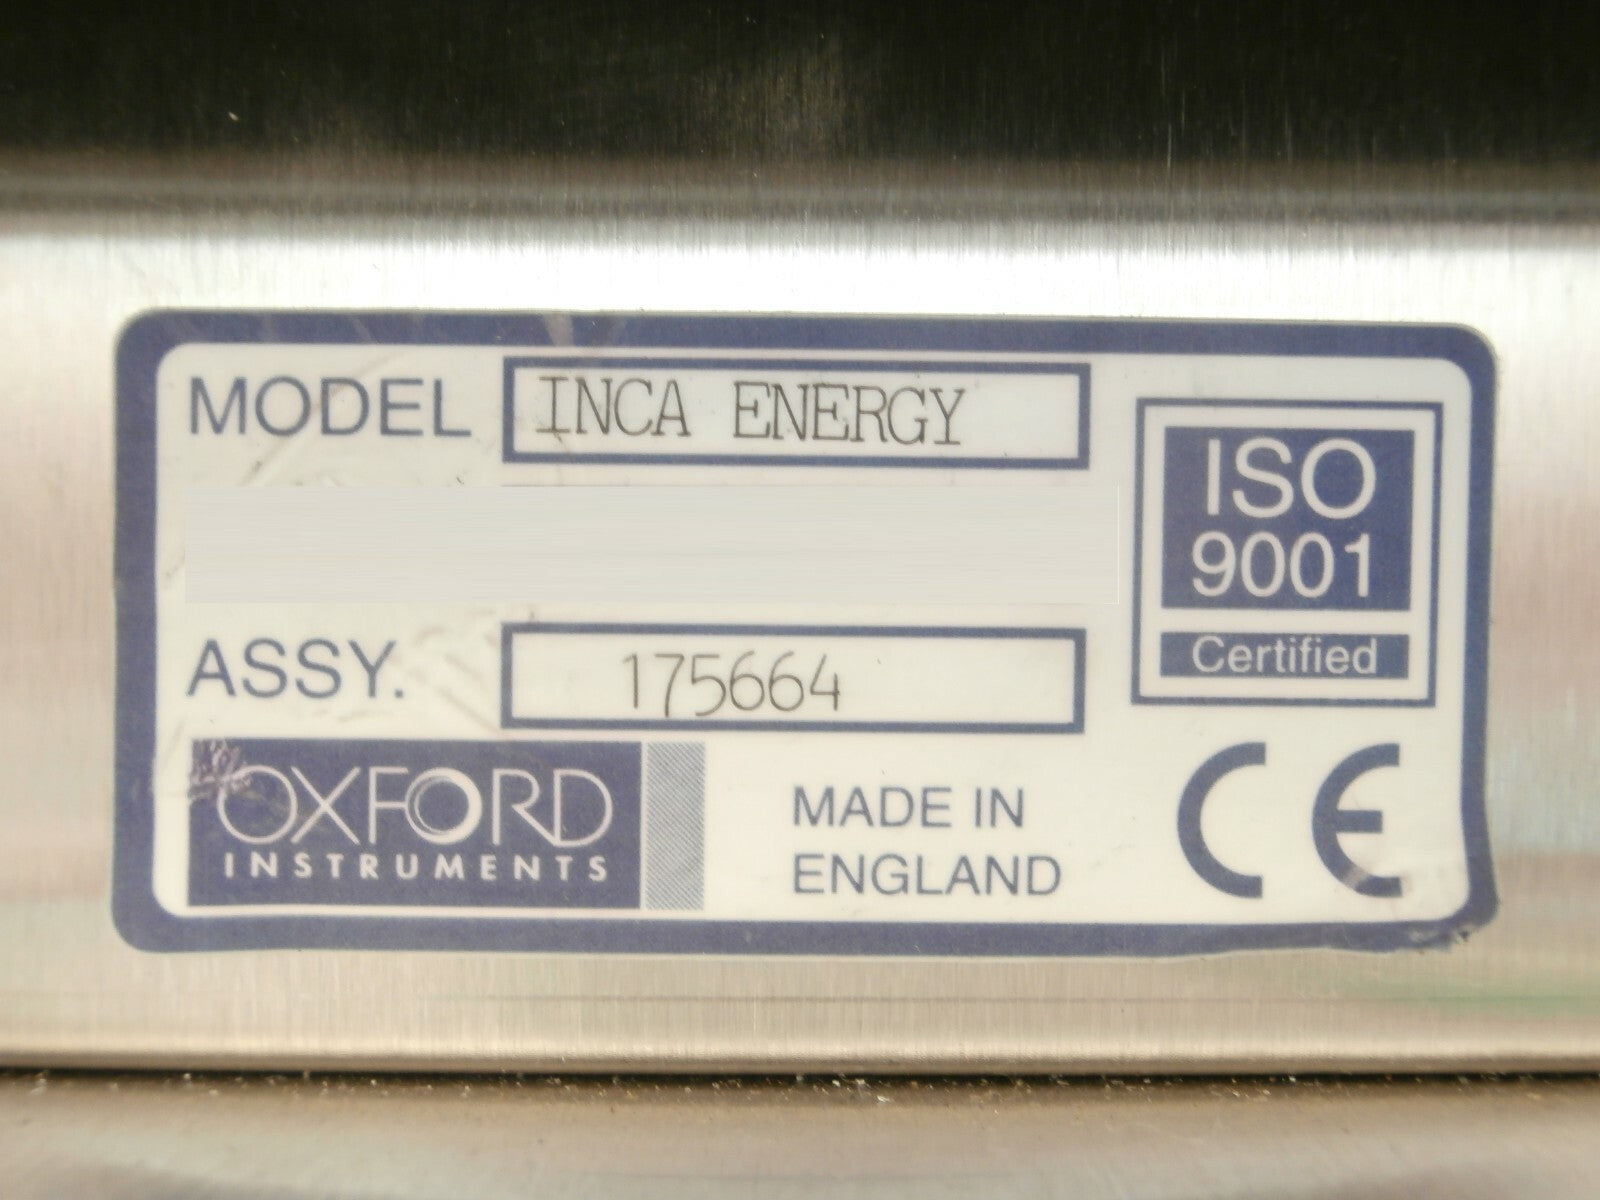 MODEL INCA ENERGY
ISO
9001
Certified
ASSY. 175664
OXFORD
INSTRUMENTS
MADE IN
ENGLAND
CE